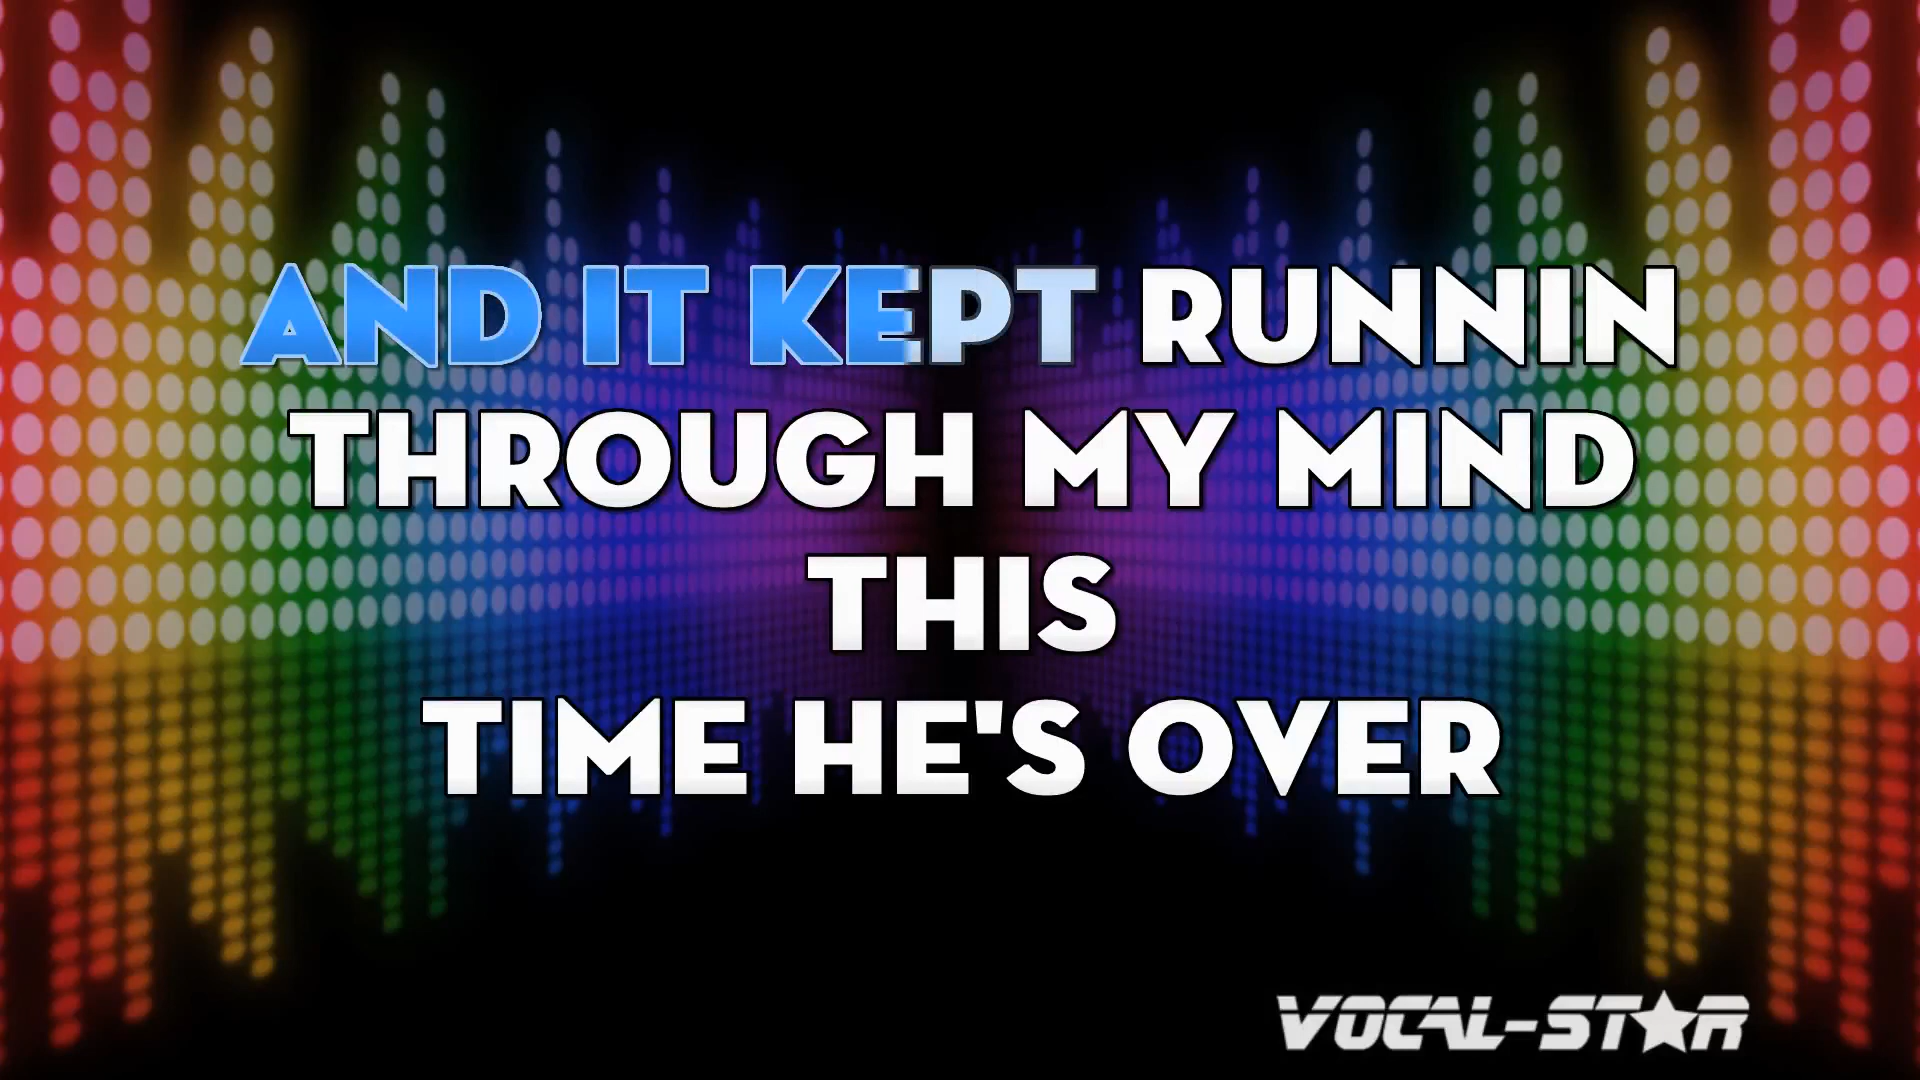 AND IT KEPT RUNNIN
THROUGH MY MIND
THIS
TIME HE'S OVER
VOCAL-STAR